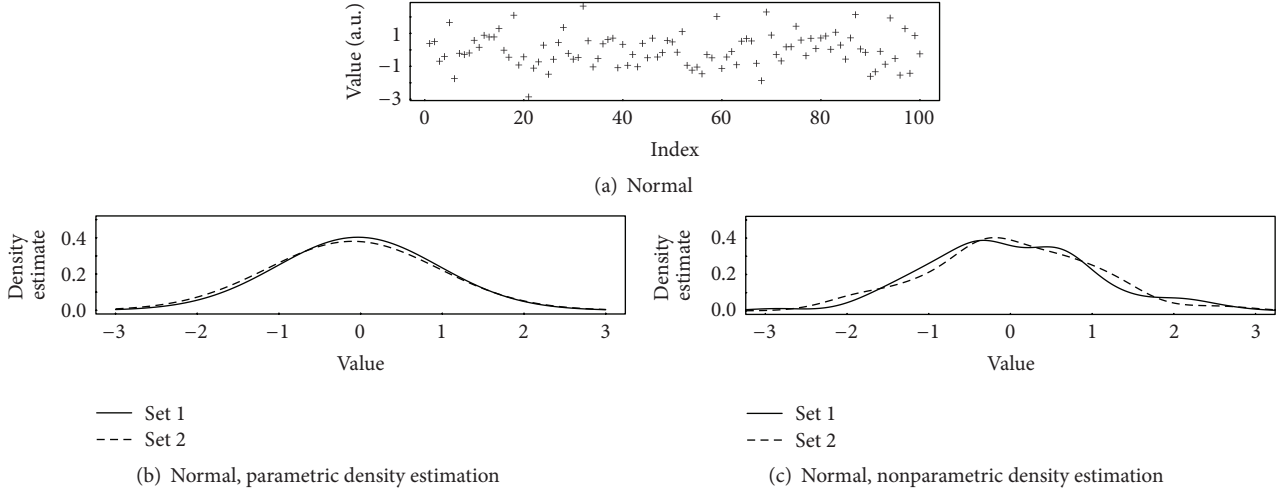 Value (a.u.)
1
−1
−3
0 20 40 60 80 100
Index
(a) Normal
Density
estimate
0.4
0.2
0.0
−3 −2 −1 0 1 2 3
Value
Set 1
Set 2
(b) Normal, parametric density estimation
Density
estimate
0.4
0.2
0.0
−3 −2 −1 0 1 2 3
Value
Set 1
Set 2
(c) Normal, nonparametric density estimation